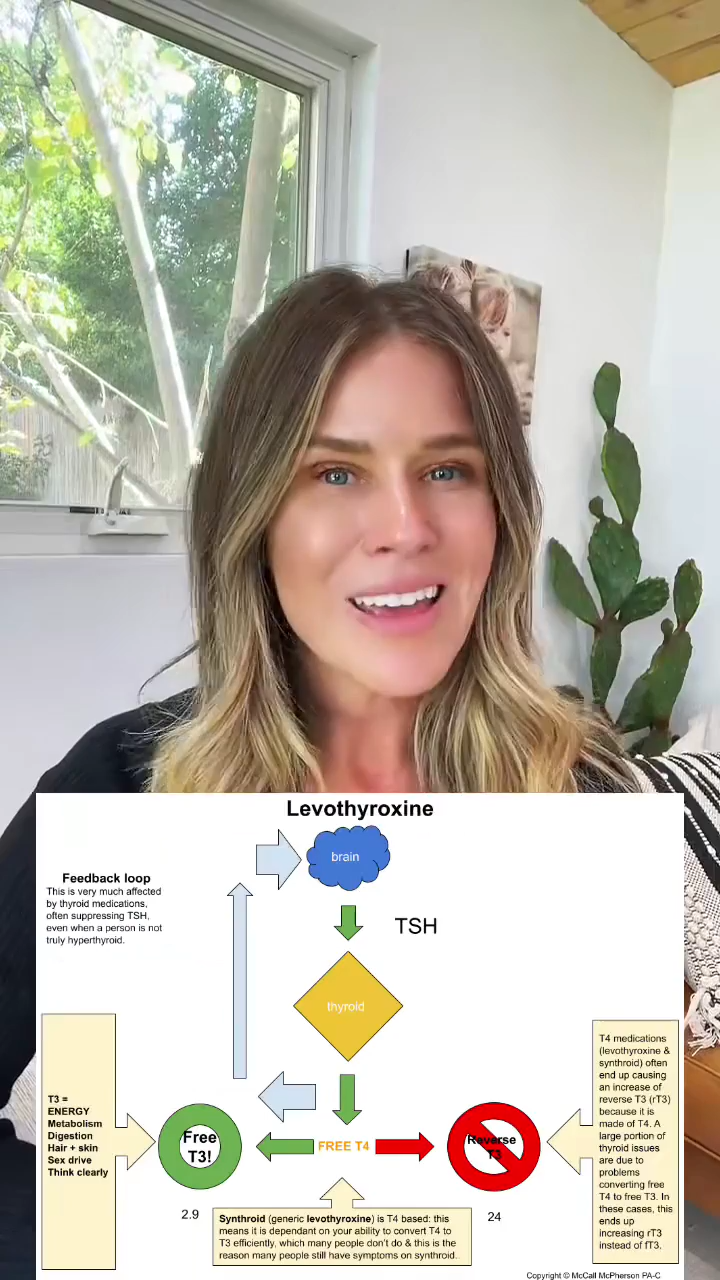 Levothyroxine
brain
Feedback loop
This is very much affected
by thyroid medications,
often suppressing TSH,
even when a person is not
truly hyperthyroid.
TSH
thyroid
T3 =
ENERGY
Metabolism
Digestion
Hair + skin
Sex drive
Think clearly
Free
T3!
FREE T4
Reverse
T3
T4 medications
(levothyroxine &
synthroid) often
end up causing
an increase of
reverse T3 (rT3)
because it is
made of T4. A
large portion of
thyroid issues
are due to
problems
converting free
T4 to free T3. In
these cases, this
ends up
increasing rT3
instead of fT3.
2.9
24
Synthroid (generic levothyroxine) is T4 based: this
means it is dependant on your ability to convert T4 to
T3 efficiently, which many people don't do & this is the
reason many people still have symptoms on synthroid.
Copyright © McCall McPherson PA-C